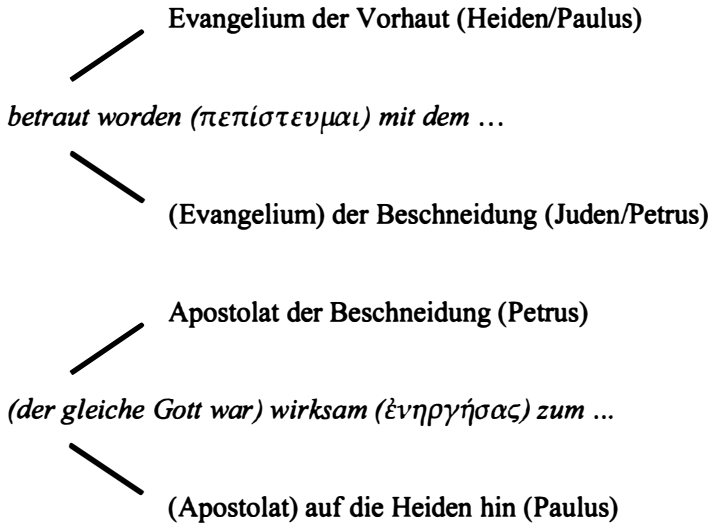 Evangelium der Vorhaut (Heiden/Paulus)
betraut worden (πεπίστευμαι) mit dem …
(Evangelium) der Beschneidung (Juden/Petrus)
Apostolat der Beschneidung (Petrus)
(der gleiche Gott war) wirksam (ἐνηργήσας) zum ...
(Apostolat) auf die Heiden hin (Paulus)